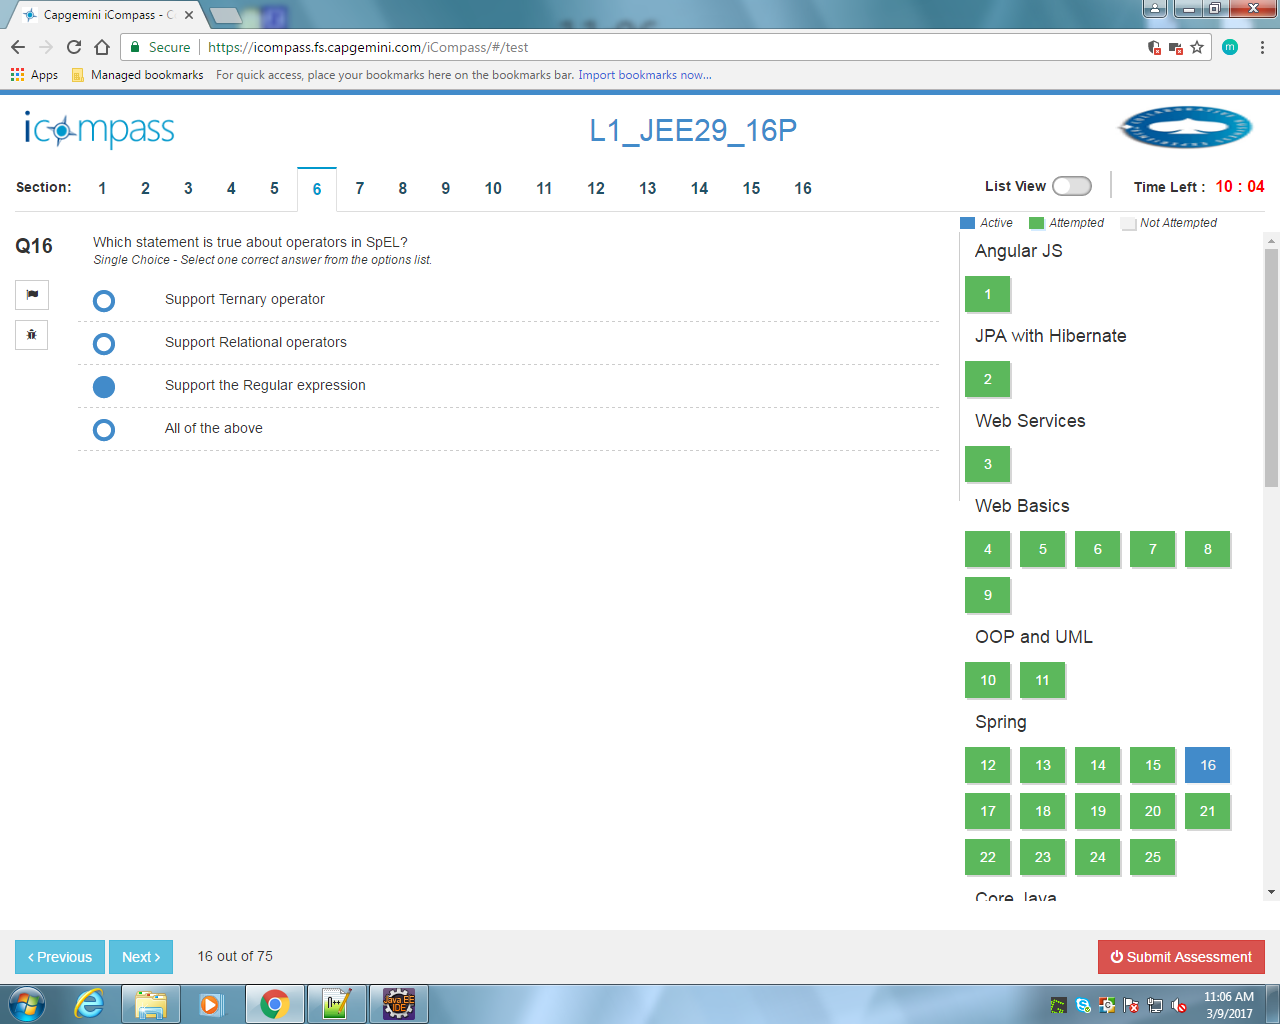 Capgemini iCompass - C
Secure
https://icompass.fs.capgemini.com/iCompass/#/test
m
Apps
Managed bookmarks
For quick access, place your bookmarks here on the bookmarks bar. Import bookmarks now...
icompass
L1_JEE29_16P
Section: 1 2 3 4 5 6 7 8 9 10 11 12 13 14 15 16
List View
Time Left : 10 : 04
Active Attempted Not Attempted
Q16
Which statement is true about operators in SpEL?
Single Choice - Select one correct answer from the options list.
Support Ternary operator
Support Relational operators
Support the Regular expression
All of the above
Angular JS
1
JPA with Hibernate
2
Web Services
3
Web Basics
4 5 6 7 8
9
OOP and UML
10 11
Spring
12 13 14 15 16
17 18 19 20 21
22 23 24 25
Core Java
‹ Previous
Next ›
16 out of 75
Submit Assessment
Java EE
IDE
11:06 AM
3/9/2017